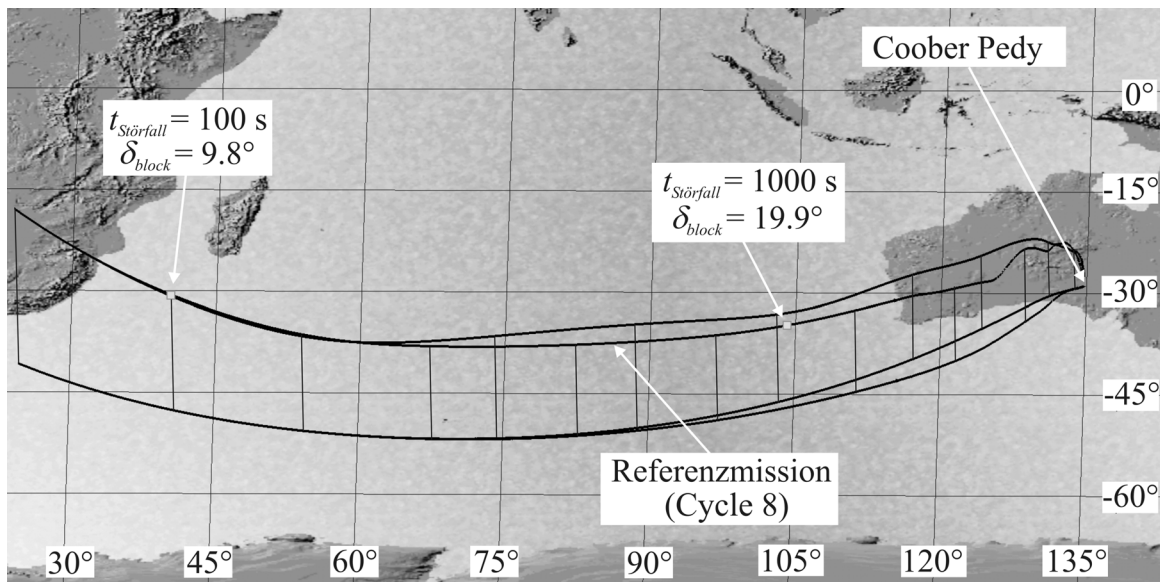 Coober Pedy
0°
t_Störfall = 100 s
δ_block = 9.8°
t_Störfall = 1000 s
δ_block = 19.9°
-15°
-30°
-45°
Referenzmission
(Cycle 8)
-60°
30° 45° 60° 75° 90° 105° 120° 135°